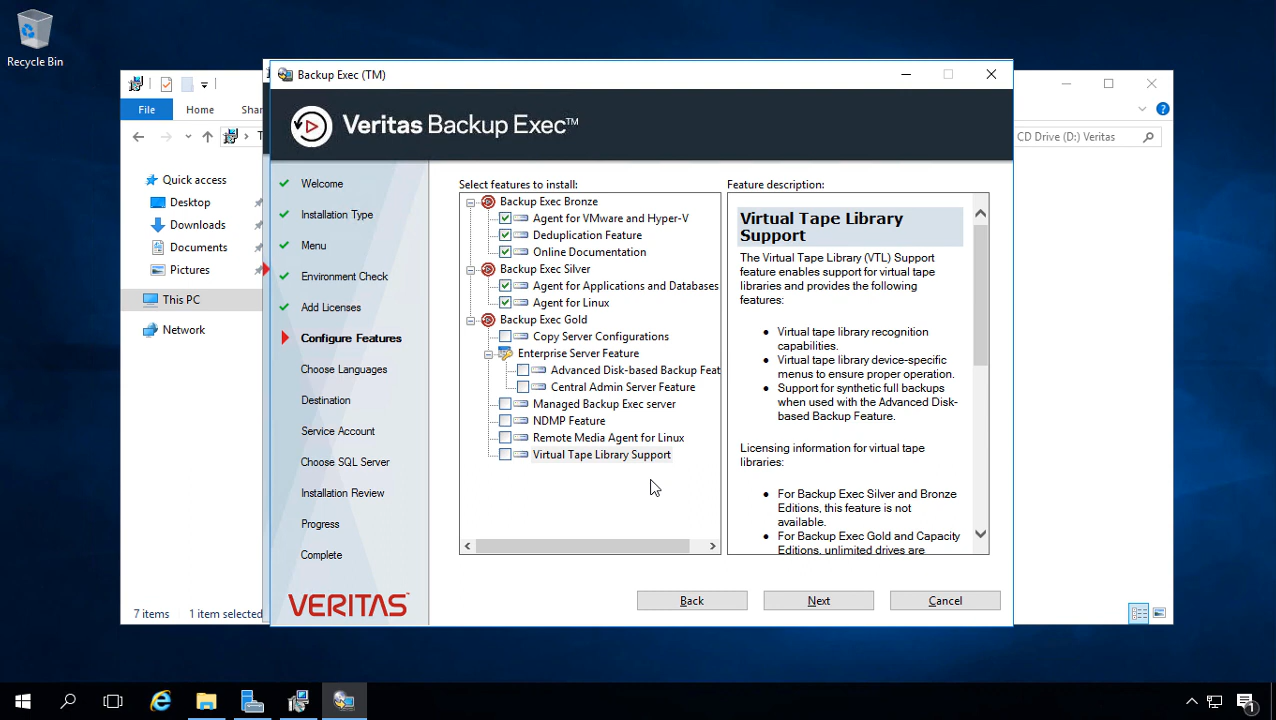 Recycle Bin
Backup Exec (TM)
File
Home
Shar
T
CD Drive (D:) Veritas
Veritas Backup Exec™
Quick access
Desktop
Downloads
Documents
Pictures
This PC
Network
7 items
1 item selected
Welcome
Installation Type
Menu
Environment Check
Add Licenses
Configure Features
Choose Languages
Destination
Service Account
Choose SQL Server
Installation Review
Progress
Complete
VERITAS
Select features to install:
Backup Exec Bronze
Agent for VMware and Hyper-V
Deduplication Feature
Online Documentation
Backup Exec Silver
Agent for Applications and Databases
Agent for Linux
Backup Exec Gold
Copy Server Configurations
Enterprise Server Feature
Advanced Disk-based Backup Feat
Central Admin Server Feature
Managed Backup Exec server
NDMP Feature
Remote Media Agent for Linux
Virtual Tape Library Support
Feature description:
Virtual Tape Library
Support
The Virtual Tape Library (VTL) Support
feature enables support for virtual tape
libraries and provides the following
features:
Virtual tape library recognition
capabilities.
Virtual tape library device-specific
menus to ensure proper operation.
Support for synthetic full backups
when used with the Advanced Disk-
based Backup Feature.
Licensing information for virtual tape
libraries:
For Backup Exec Silver and Bronze
Editions, this feature is not
available.
For Backup Exec Gold and Capacity
Editions, unlimited drives are
Back
Next
Cancel
1